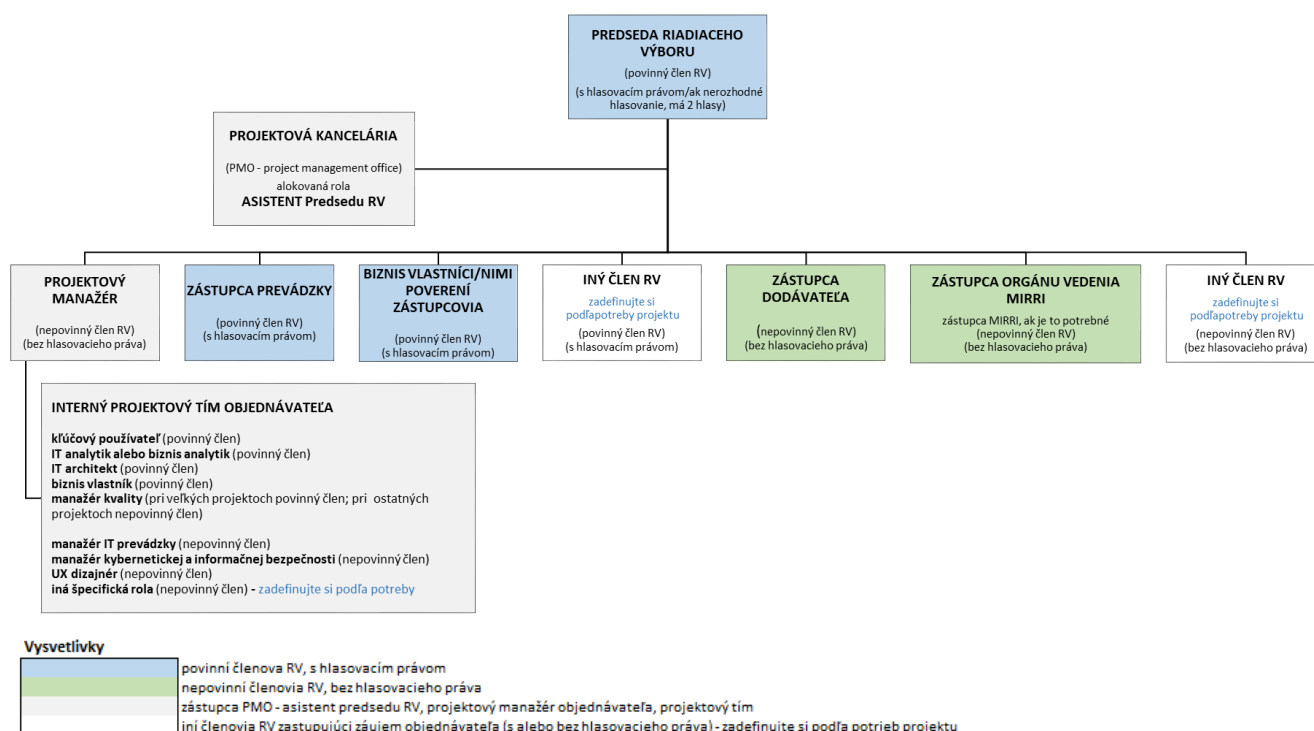 PREDSEDA RIADIACEHO
VÝBORU
(povinný člen RV)
(s hlasovacím právom/ak nerozhodné
hlasovanie, má 2 hlasy)
PROJEKTOVÁ KANCELÁRIA
(PMO - project management office)
alokovaná rola
ASISTENT Predsedu RV
PROJEKTOVÝ
MANAŽÉR
(nepovinný člen RV)
(bez hlasovacieho práva)
ZÁSTUPCA PREVÁDZKY
(povinný člen RV)
(s hlasovacím právom)
BIZNIS VLASTNÍCI/NIMI
POVERENÍ
ZÁSTUPCOVIA
(povinný člen RV)
(s hlasovacím právom)
INÝ ČLEN RV
zadefinujte si
podľapotreby projektu
(povinný člen RV)
(s hlasovacím právom)
ZÁSTUPCA
DODÁVATEĽA
(nepovinný člen RV)
(bez hlasovacieho práva)
ZÁSTUPCA ORGÁNU VEDENIA
MIRRI
zástupca MIRRI, ak je to potrebné
(nepovinný člen RV)
(bez hlasovacieho práva)
INÝ ČLEN RV
zadefinujte si
podľapotreby projektu
(nepovinný člen RV)
(bez hlasovacieho práva)
INTERNÝ PROJEKTOVÝ TÍM OBJEDNÁVATEĽA
kľúčový používateľ (povinný člen)
IT analytik alebo biznis analytik (povinný člen)
IT architekt (povinný člen)
biznis vlastník (povinný člen)
manažér kvality (pri veľkých projektoch povinný člen; pri ostatných
projektoch nepovinný člen)
manažér IT prevádzky (nepovinný člen)
manažér kybernetickej a informačnej bezpečnosti (nepovinný člen)
UX dizajnér (nepovinný člen)
iná špecifická rola (nepovinný člen) - zadefinujte si podľa potreby
Vysvetlivky
povinní členova RV, s hlasovacím právom
nepovinní členovia RV, bez hlasovacieho práva
zástupca PMO - asistent predsedu RV, projektový manažér objednávateľa, projektový tím
iní členovia RV zastupujúci záujem objednávateľa (s alebo bez hlasovacieho práva) - zadefinujte si podľa potrieb projektu